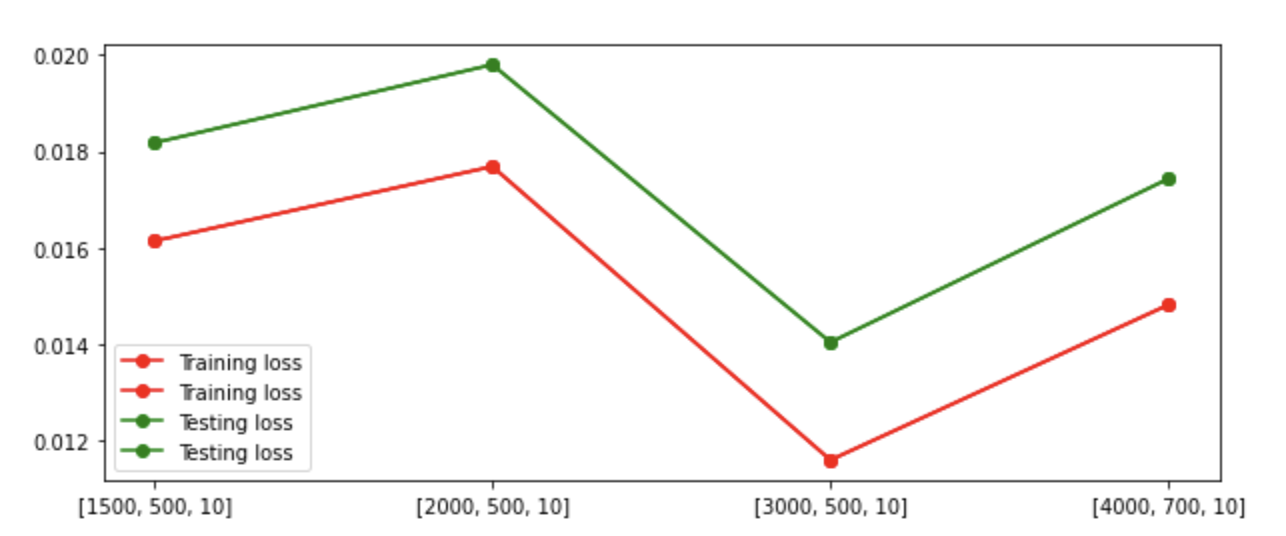 0.020
0.018
0.016
0.014
0.012
Training loss
Training loss
Testing loss
Testing loss
[1500, 500, 10] [2000, 500, 10] [3000, 500, 10] [4000, 700, 10]